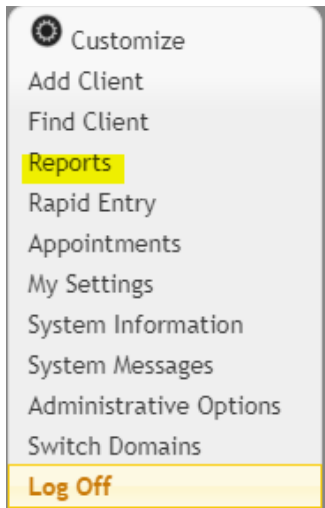 Customize
Add Client
Find Client
Reports
Rapid Entry
Appointments
My Settings
System Information
System Messages
Administrative Options
Switch Domains
Log Off